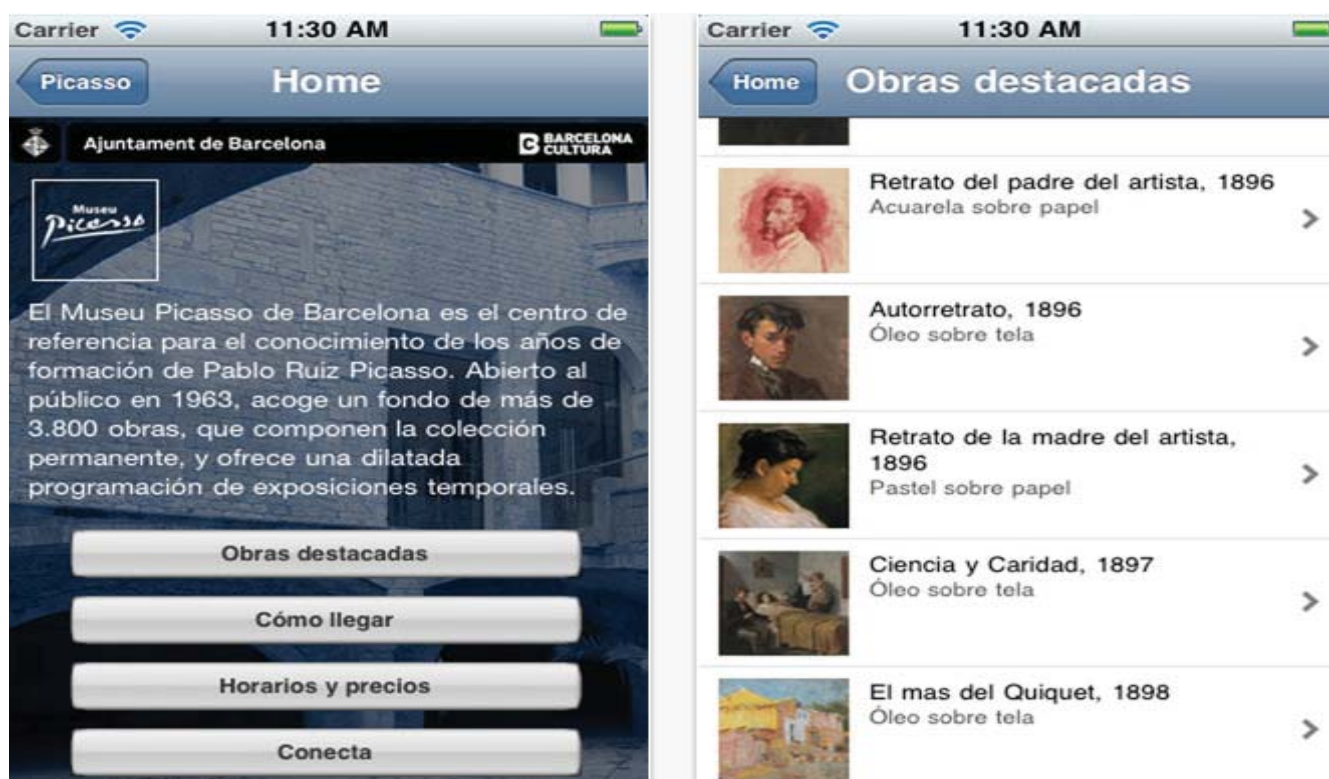 Carrier 11:30 AM
Picasso Home
Ajuntament de Barcelona BARCELONA CULTURA
Museu
Picasso
El Museu Picasso de Barcelona es el centro de
referencia para el conocimiento de los años de
formación de Pablo Ruiz Picasso. Abierto al
público en 1963, acoge un fondo de más de
3.800 obras, que componen la colección
permanente, y ofrece una dilatada
programación de exposiciones temporales.
Obras destacadas
Cómo llegar
Horarios y precios
Conecta
Carrier 11:30 AM
Home Obras destacadas
Retrato del padre del artista, 1896
Acuarela sobre papel
Autorretrato, 1896
Óleo sobre tela
Retrato de la madre del artista,
1896
Pastel sobre papel
Ciencia y Caridad, 1897
Óleo sobre tela
El mas del Quiquet, 1898
Óleo sobre tela